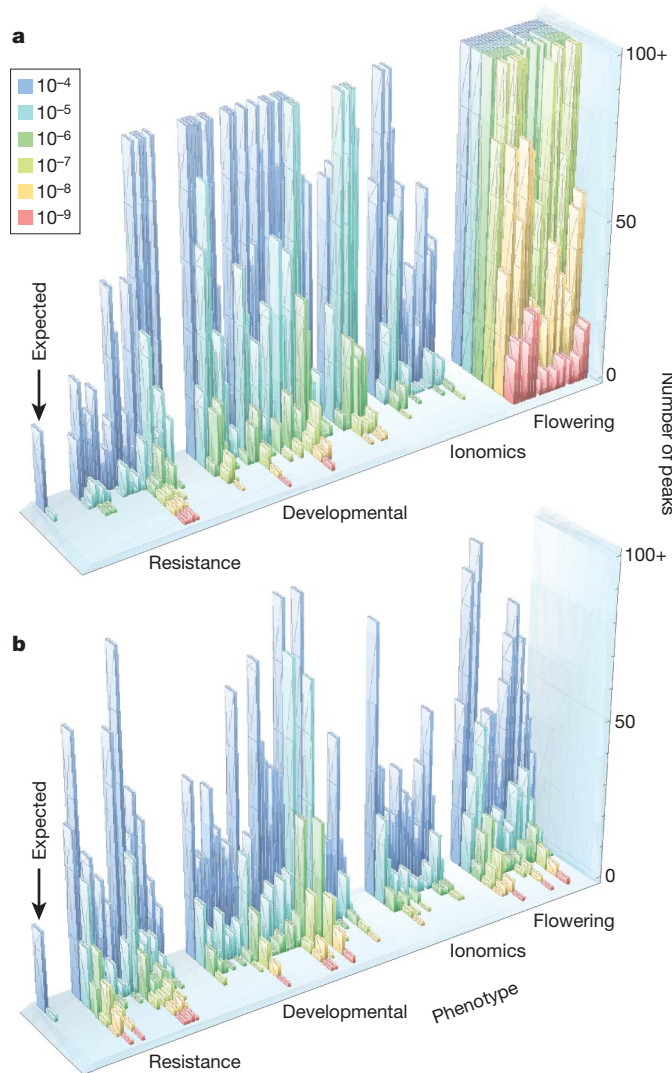 a
10⁻⁴
10⁻⁵
10⁻⁶
10⁻⁷
10⁻⁸
10⁻⁹
Expected
100+
50
0
Number of peaks
Flowering
Ionomics
Developmental
Resistance
b
Expected
100+
50
0
Flowering
Ionomics
Phenotype
Developmental
Resistance